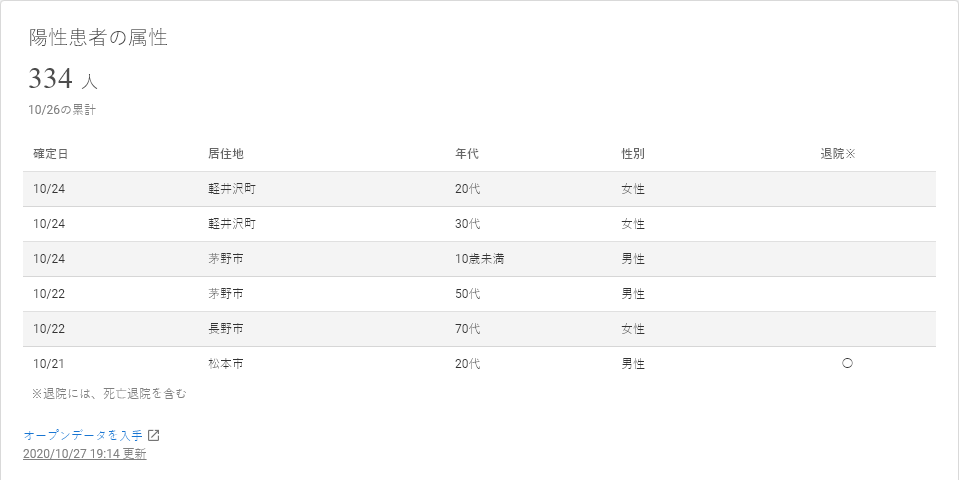 陽性患者の属性
334 人
10/26の累計
確定日 居住地 年代 性別 退院※
10/24 軽井沢町 20代 女性
10/24 軽井沢町 30代 女性
10/24 茅野市 10歳未満 男性
10/22 茅野市 50代 男性
10/22 長野市 70代 女性
10/21 松本市 20代 男性 〇
※退院には、死亡退院を含む
オープンデータを入手
2020/10/27 19:14 更新